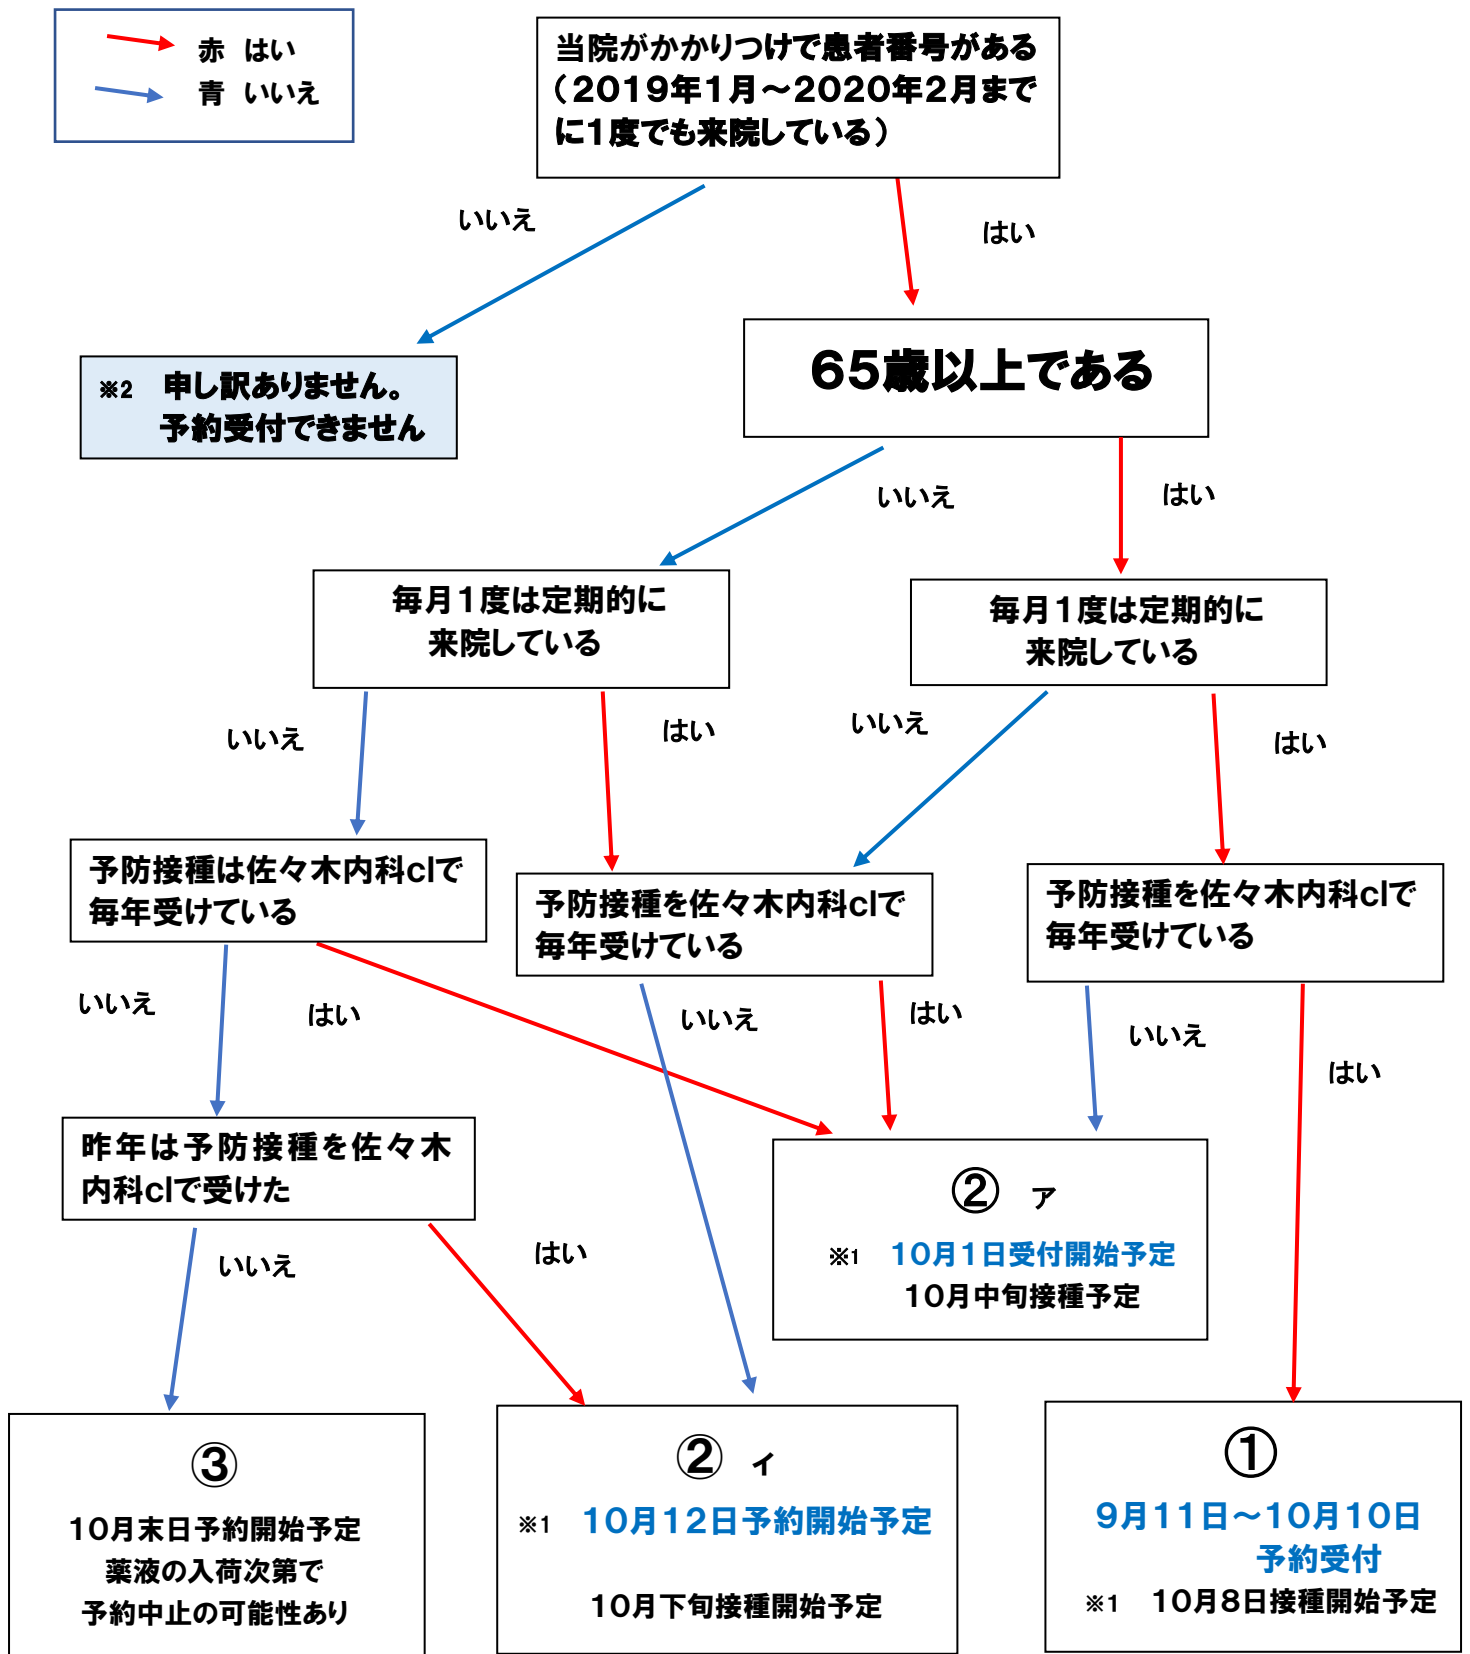 赤 はい
青 いいえ
当院がかかりつけで患者番号がある
（2019年1月～2020年2月まで
に1度でも来院している）
いいえ
はい
※2 申し訳ありません。
予約受付できません
65歳以上である
いいえ
はい
毎月1度は定期的に
来院している
毎月1度は定期的に
来院している
いいえ
はい
いいえ
はい
予防接種は佐々木内科clで
毎年受けている
予防接種を佐々木内科clで
毎年受けている
予防接種を佐々木内科clで
毎年受けている
いいえ
はい
いいえ
はい
いいえ
はい
昨年は予防接種を佐々木
内科clで受けた
② ア
※1 10月1日受付開始予定
10月中旬接種予定
いいえ
はい
③
10月末日予約開始予定
薬液の入荷次第で
予約中止の可能性あり
② イ
※1 10月12日予約開始予定
10月下旬接種開始予定
①
9月11日～10月10日
予約受付
※1 10月8日接種開始予定